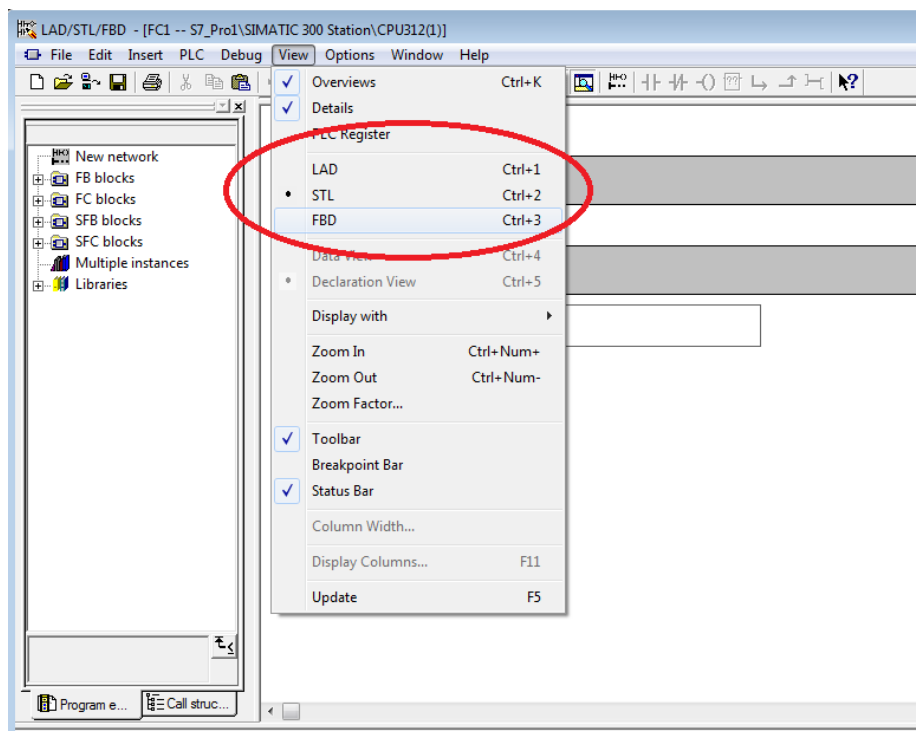 LAD/STL/FBD - [FC1 -- S7_Pro1\SIMATIC 300 Station\CPU312(1)]
File Edit Insert PLC Debug View Options Window Help
Overviews Ctrl+K
Details
PLC Register
LAD Ctrl+1
STL Ctrl+2
FBD Ctrl+3
Data View Ctrl+4
Declaration View Ctrl+5
Display with
Zoom In Ctrl+Num+
Zoom Out Ctrl+Num-
Zoom Factor...
Toolbar
Breakpoint Bar
Status Bar
Column Width...
Display Columns... F11
Update F5
New network
FB blocks
FC blocks
SFB blocks
SFC blocks
Multiple instances
Libraries
Program e... Call struc...